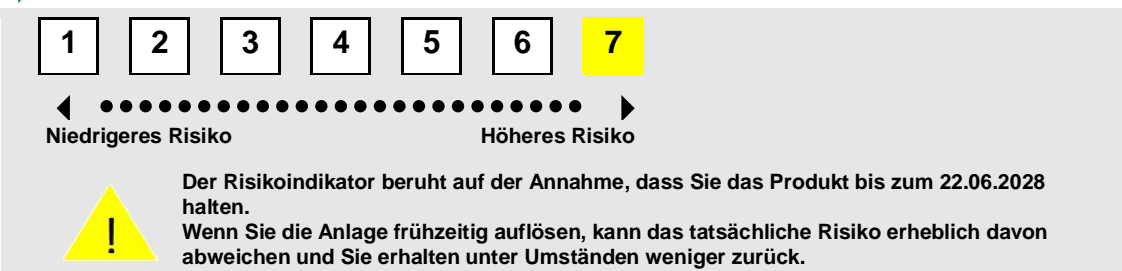 1 2 3 4 5 6 7
Niedrigeres Risiko Höheres Risiko
Der Risikoindikator beruht auf der Annahme, dass Sie das Produkt bis zum 22.06.2028
halten.
Wenn Sie die Anlage frühzeitig auflösen, kann das tatsächliche Risiko erheblich davon
abweichen und Sie erhalten unter Umständen weniger zurück.
!